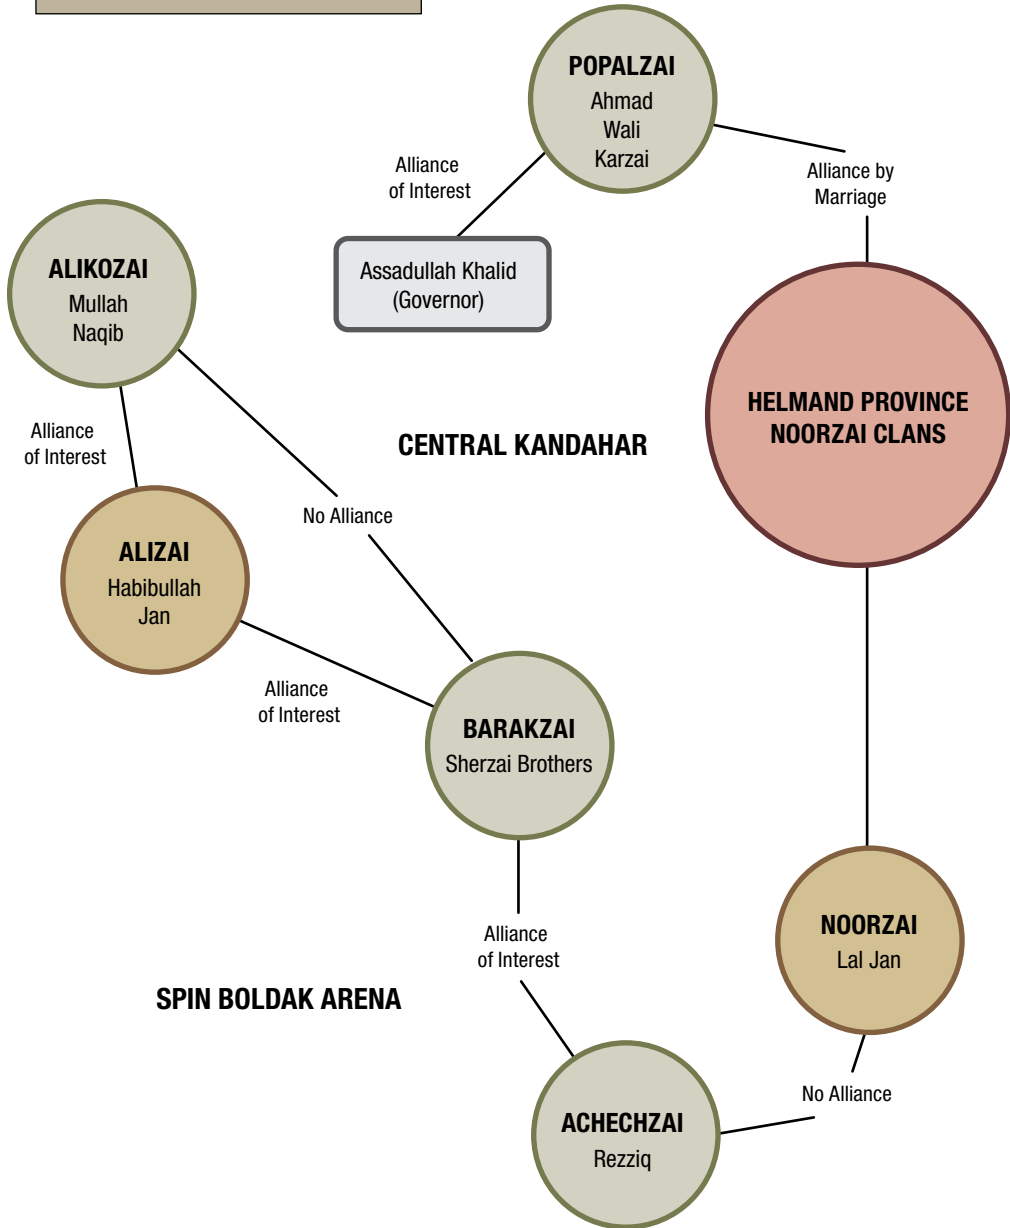 POPALZAI
Ahmad
Wali
Karzai
Alliance
of Interest
Alliance by
Marriage
Assadullah Khalid
(Governor)
ALIKOZAI
Mullah
Naqib
HELMAND PROVINCE
NOORZAI CLANS
Alliance
of Interest
CENTRAL KANDAHAR
No Alliance
ALIZAI
Habibullah
Jan
Alliance
of Interest
BARAKZAI
Sherzai Brothers
Alliance
of Interest
NOORZAI
Lal Jan
SPIN BOLDAK ARENA
No Alliance
ACHECHZAI
Rezziq